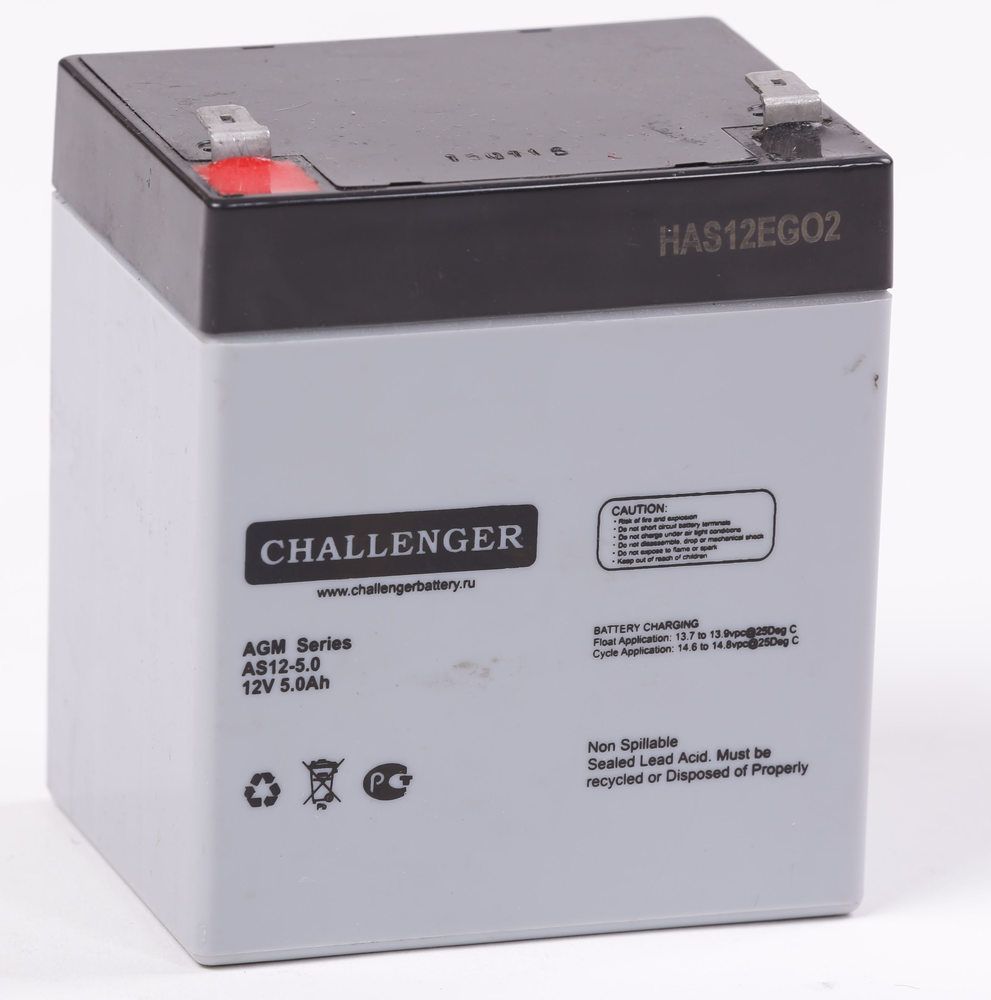 150115
HAS12EGO2
CHALLENGER
www.challengerbattery.ru
CAUTION:
• Risk of fire and explosion
• Do not short circuit battery terminals
• Do not charge under air tight conditions
• Do not disassemble, drop or mechanical shock
• Do not expose to flame or spark
• Keep out of reach of children
BATTERY CHARGING
Float Application: 13.7 to 13.9vpc@25Deg C
Cycle Application: 14.6 to 14.8vpc@25Deg C
AGM Series
AS12-5.0
12V 5.0Ah
Pb
РСТ
Non Spillable
Sealed Lead Acid. Must be
recycled or Disposed of Properly